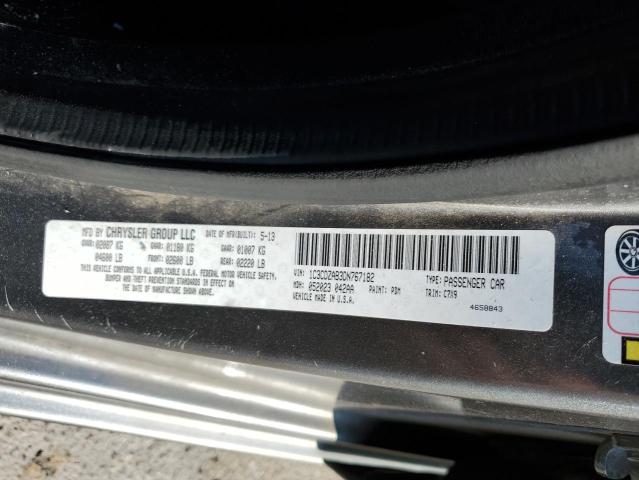 MFD BY CHRYSLER GROUP LLC DATE OF MFR(BUILT): 5-13
GVWR: 02087 KG GAWR: 01180 KG GAWR: 01007 KG
04600 LB FRONT: 02600 LB REAR: 02220 LB
THIS VEHICLE CONFORMS TO ALL APPLICABLE U.S.A. FEDERAL MOTOR VEHICLE SAFETY,
BUMPER AND THEFT PREVENTION STANDARDS IN EFFECT ON
THE DATE OF MANUFACTURE SHOWN ABOVE.
VIN: 1C3CDZAB3DN767182 TYPE: PASSENGER CAR
MDH: 052023 042AA PAINT: PDM TRIM: C7X9
VEHICLE MADE IN U.S.A. 4658843